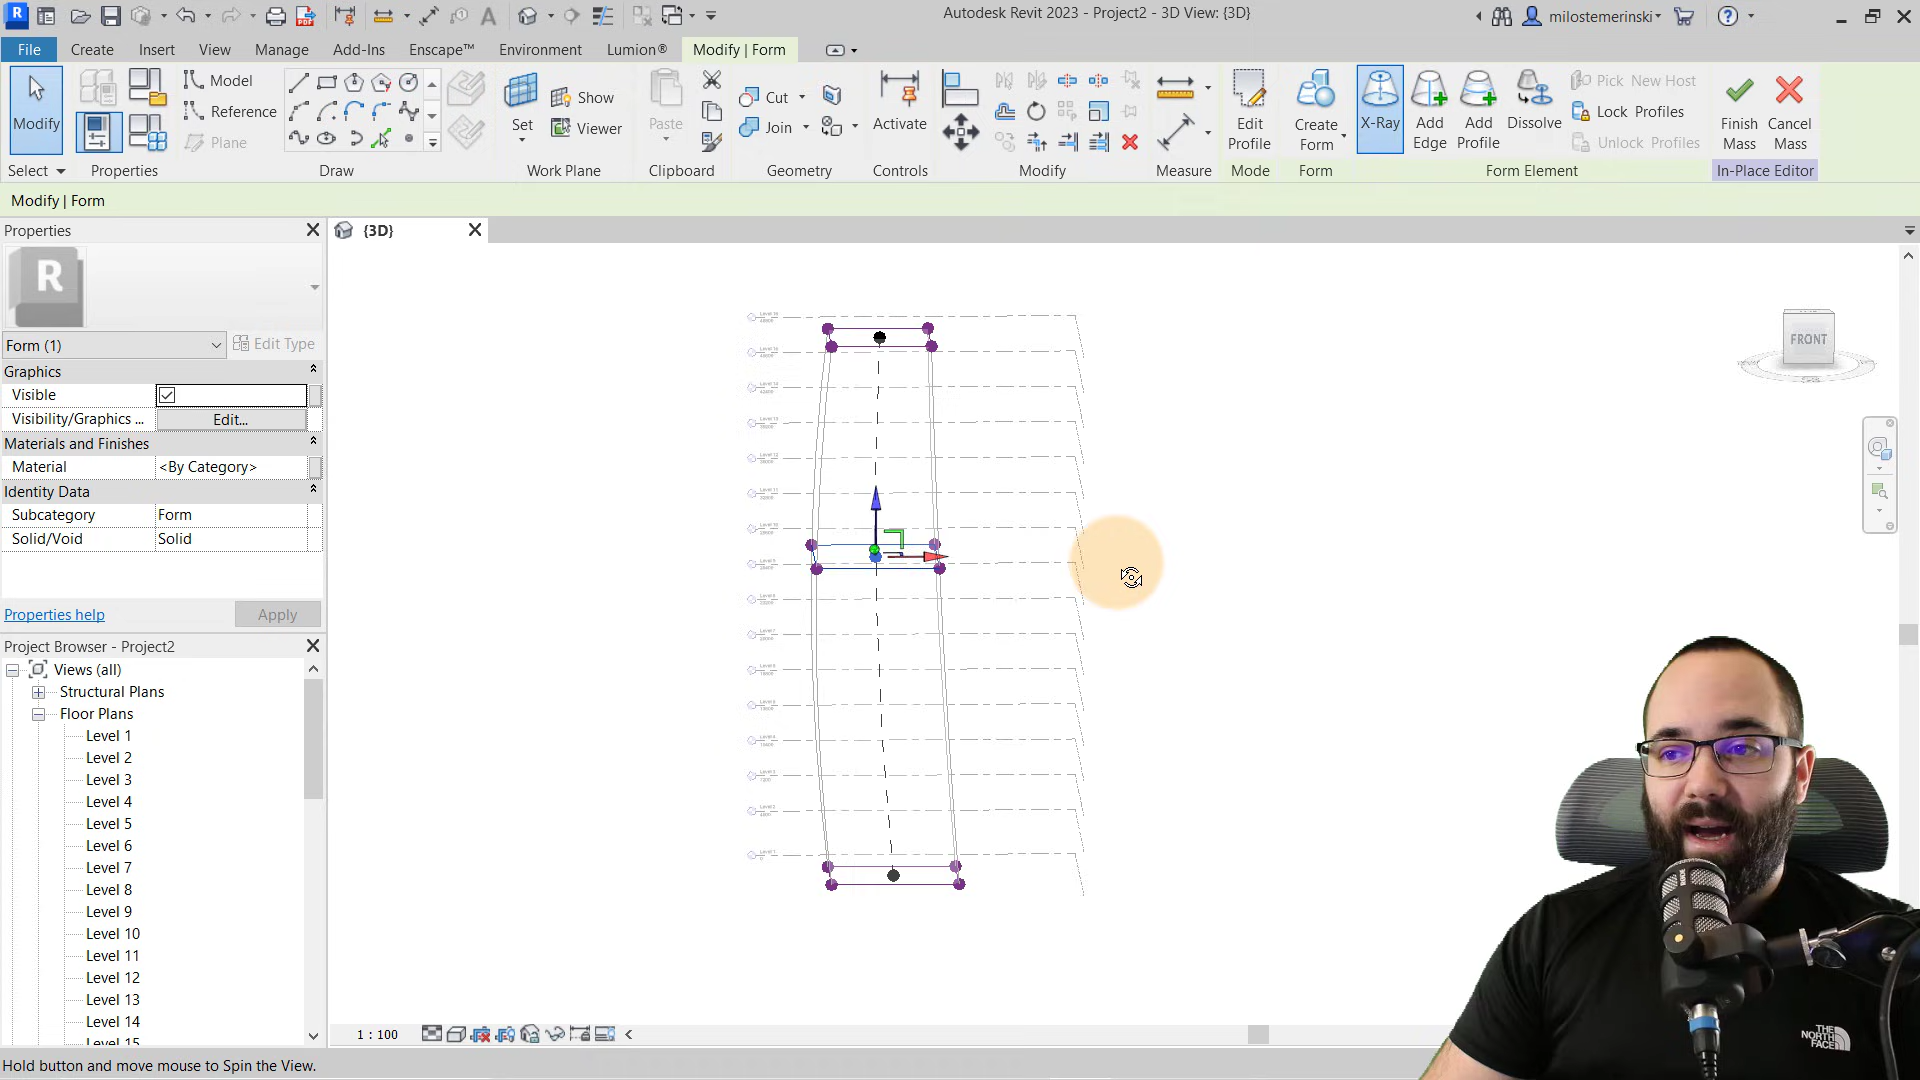 Autodesk Revit 2023 - Project2 - 3D View: {3D}
milostemerinski
File Create Insert View Manage Add-Ins Enscape™ Environment Lumion® Modify | Form
Modify
Select
Properties
Model
Reference
Plane
Draw
Set
Show
Viewer
Work Plane
Paste
Clipboard
Cut
Join
Geometry
Activate
Controls
Modify
Measure
Edit Profile
Mode
Create Form
Form
X-Ray
Add Edge
Add Profile
Dissolve
Pick New Host
Lock Profiles
Unlock Profiles
Form Element
Finish Mass
Cancel Mass
In-Place Editor
Modify | Form
Properties
{3D}
R
Form (1)
Edit Type
Graphics
Visible
Visibility/Graphics ... Edit...
Materials and Finishes
Material <By Category>
Identity Data
Subcategory Form
Solid/Void Solid
Properties help
Apply
Project Browser - Project2
Views (all)
Structural Plans
Floor Plans
Level 1
Level 2
Level 3
Level 4
Level 5
Level 6
Level 7
Level 8
Level 9
Level 10
Level 11
Level 12
Level 13
Level 14
Level 15
FRONT
1 : 100
Hold button and move mouse to Spin the View.
THE NORTH FACE